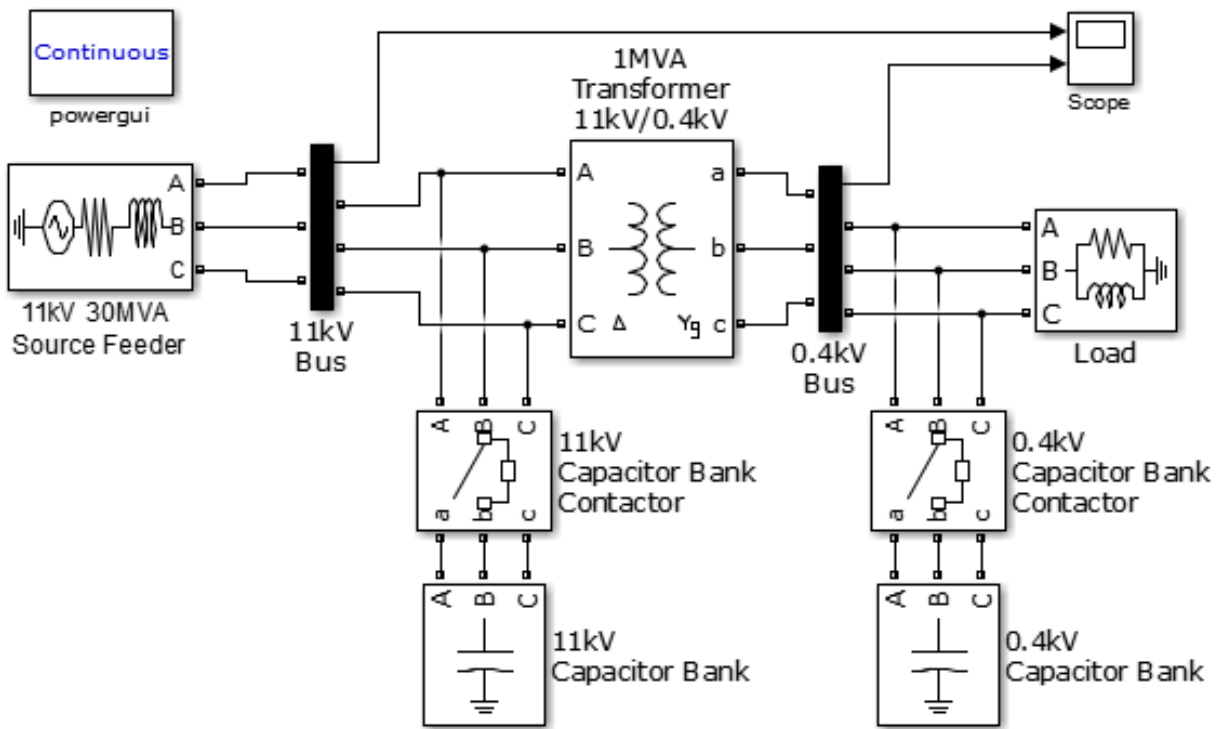 Continuous
powergui
1MVA
Transformer
11kV/0.4kV
Scope
A
B
C
11kV 30MVA
Source Feeder
11kV
Bus
A
B
C
Δ
a
b
c
Yg
0.4kV
Bus
A
B
C
Load
A B C
a b c
11kV
Capacitor Bank
Contactor
A B C
a b c
0.4kV
Capacitor Bank
Contactor
A B C
11kV
Capacitor Bank
A B C
0.4kV
Capacitor Bank